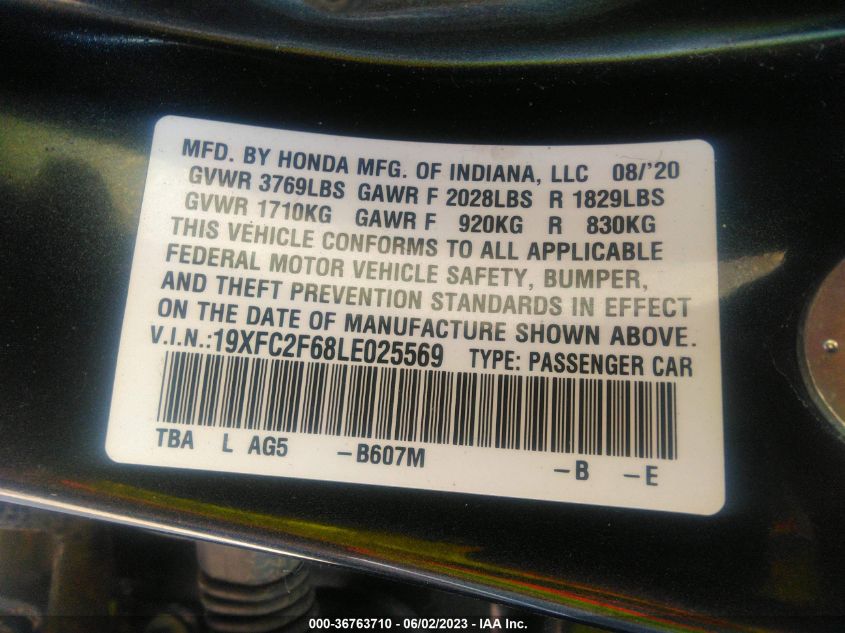 MFD. BY HONDA MFG. OF INDIANA, LLC 08/'20
GVWR 3769LBS GAWR F 2028LBS R 1829LBS
GVWR 1710KG GAWR F 920KG R 830KG
THIS VEHICLE CONFORMS TO ALL APPLICABLE
FEDERAL MOTOR VEHICLE SAFETY, BUMPER,
AND THEFT PREVENTION STANDARDS IN EFFECT
ON THE DATE OF MANUFACTURE SHOWN ABOVE.
V.I.N.:19XFC2F68LE025569 TYPE: PASSENGER CAR
TBA L AG5 –B607M –B –E
000-36763710 - 06/02/2023 - IAA Inc.